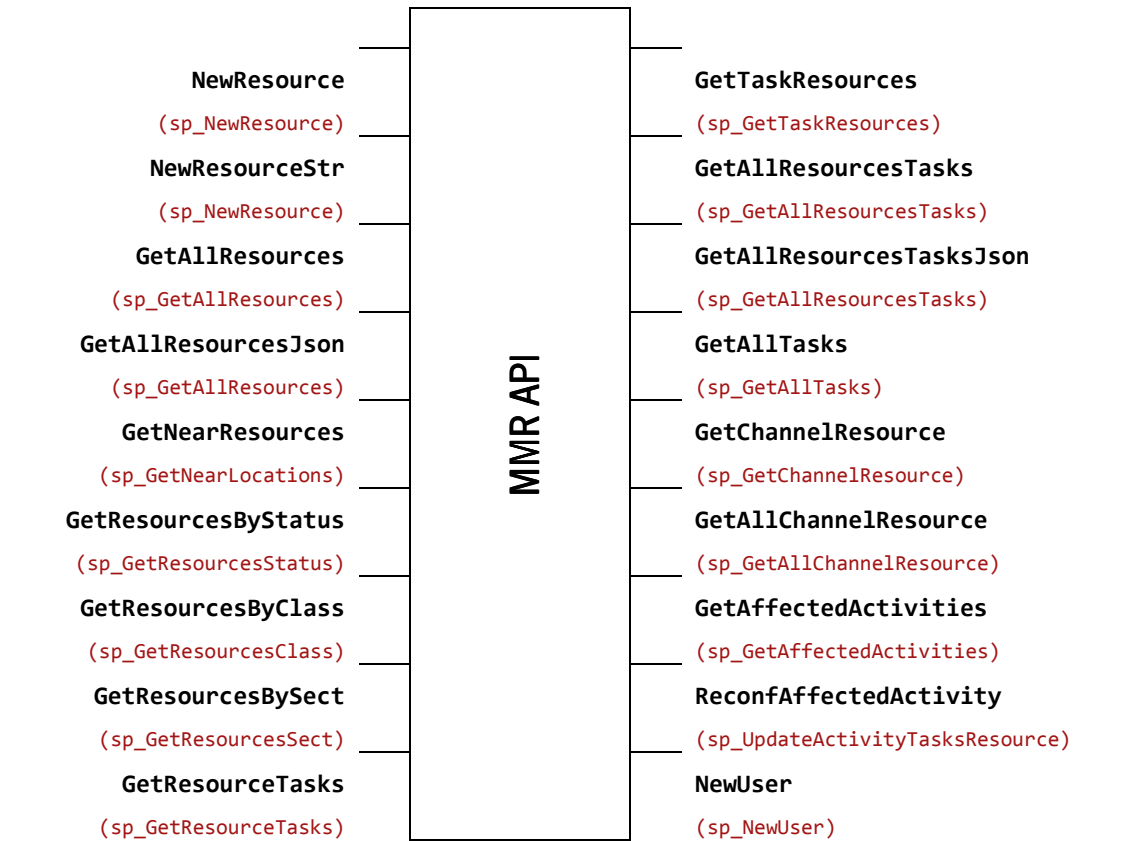 NewResource
(sp_NewResource)
NewResourceStr
(sp_NewResource)
GetAllResources
(sp_GetAllResources)
GetAllResourcesJson
(sp_GetAllResources)
GetNearResources
(sp_GetNearLocations)
GetResourcesByStatus
(sp_GetResourcesStatus)
GetResourcesByClass
(sp_GetResourcesClass)
GetResourcesBySect
(sp_GetResourcesSect)
GetResourceTasks
(sp_GetResourceTasks)
MMR API
GetTaskResources
(sp_GetTaskResources)
GetAllResourcesTasks
(sp_GetAllResourcesTasks)
GetAllResourcesTasksJson
(sp_GetAllResourcesTasks)
GetAllTasks
(sp_GetAllTasks)
GetChannelResource
(sp_GetChannelResource)
GetAllChannelResource
(sp_GetAllChannelResource)
GetAffectedActivities
(sp_GetAffectedActivities)
ReconfAffectedActivity
(sp_UpdateActivityTasksResource)
NewUser
(sp_NewUser)